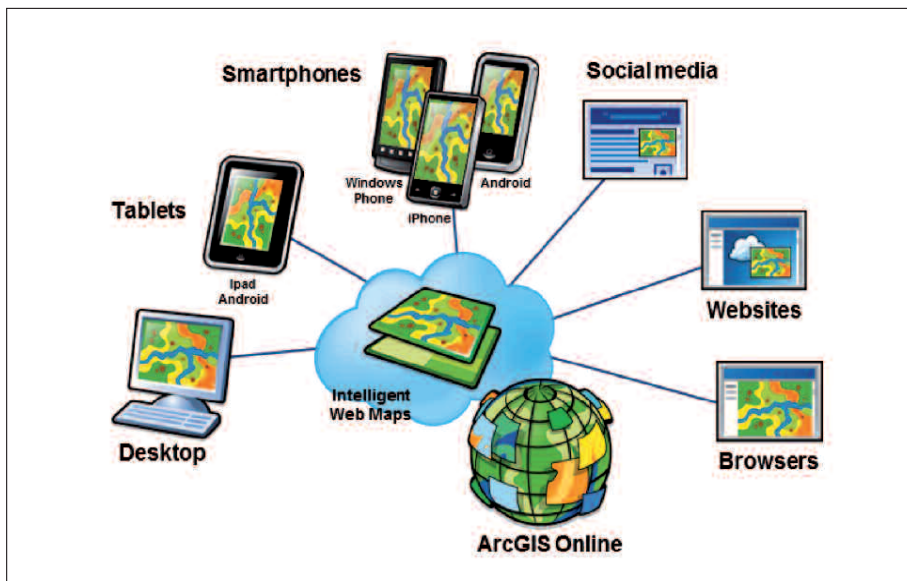 Smartphones
Social media
Windows
Phone
Android
iPhone
Tablets
Ipad
Android
Websites
Intelligent
Web Maps
Desktop
Browsers
ArcGIS Online